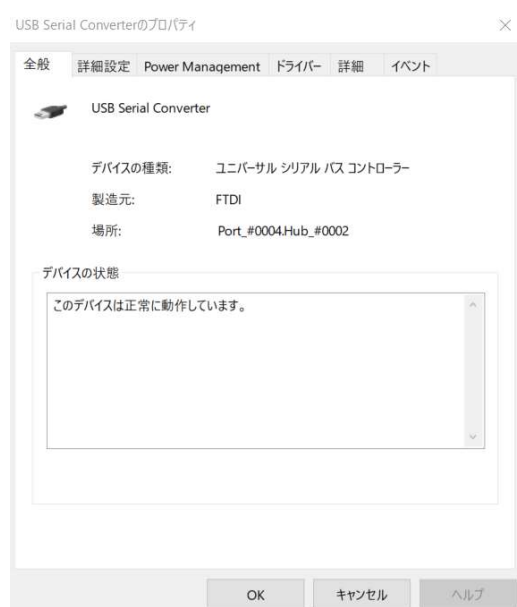 USB Serial Converterのプロパティ
全般 詳細設定 Power Management ドライバー 詳細 イベント
USB Serial Converter
デバイスの種類: ユニバーサル シリアル バス コントローラー
製造元: FTDI
場所: Port_#0004.Hub_#0002
デバイスの状態
このデバイスは正常に動作しています。
OK キャンセル ヘルプ